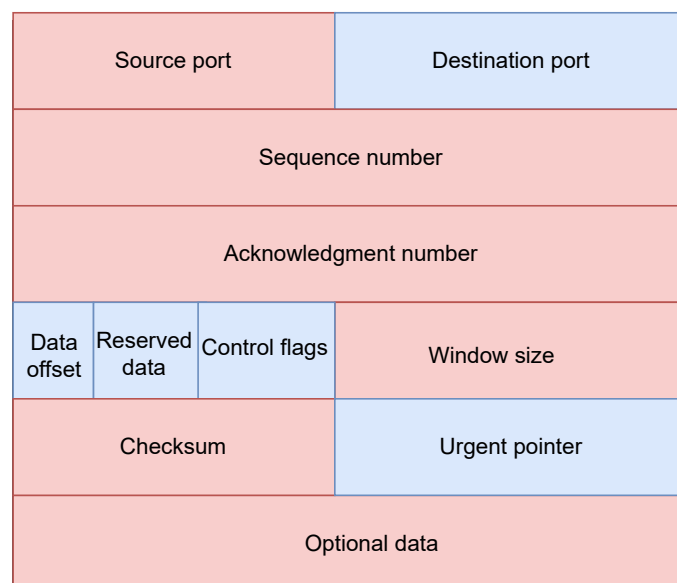 Source port
Destination port
Sequence number
Acknowledgment number
Data
offset
Reserved
data
Control flags
Window size
Checksum
Urgent pointer
Optional data